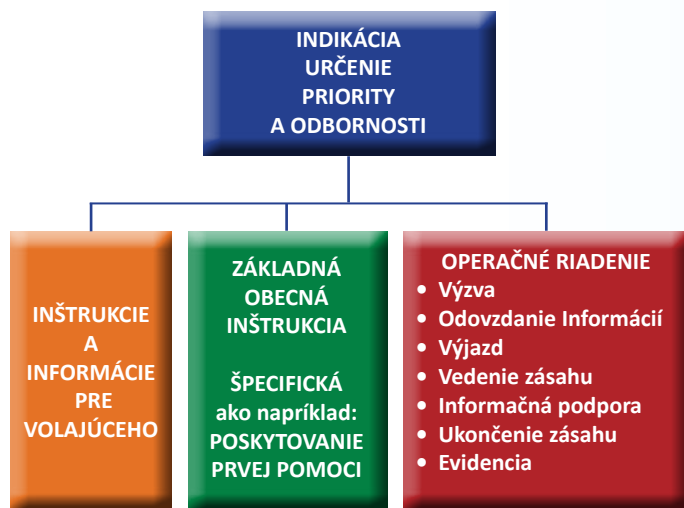 INDIKÁCIA
URČENIE
PRIORITY
A ODBORNOSTI
INŠTRUKCIE
A
INFORMÁCIE
PRE
VOLAJÚCEHO
ZÁKLADNÁ
OBECNÁ
INŠTRUKCIA
ŠPECIFICKÁ
ako napríklad:
POSKYTOVANIE
PRVEJ POMOCI
OPERAČNÉ RIADENIE
• Výzva
• Odovzdanie Informácií
• Výjazd
• Vedenie zásahu
• Informačná podpora
• Ukončenie zásahu
• Evidencia